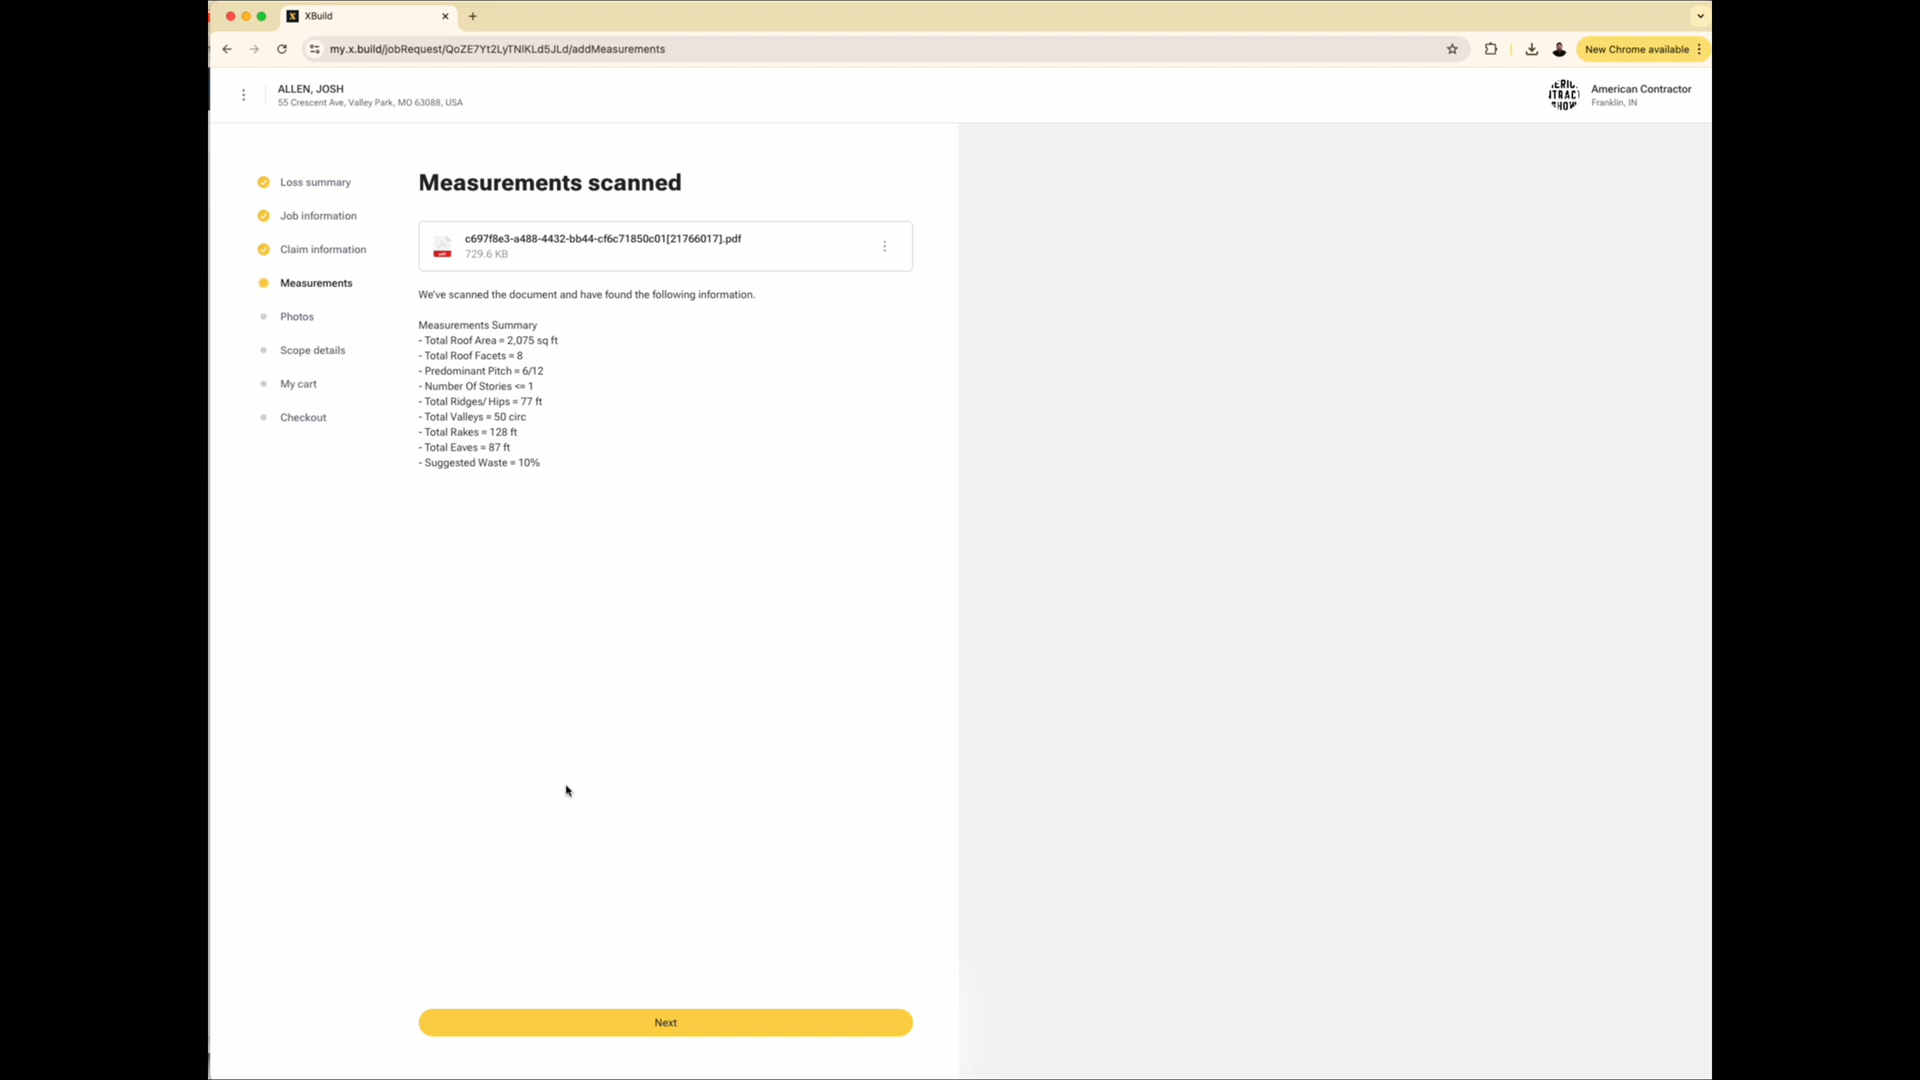 XBuild
my.x.build/jobRequest/QoZE7Yt2LyTNlKLd5JLd/addMeasurements
New Chrome available
ALLEN, JOSH
55 Crescent Ave, Valley Park, MO 63088, USA
American Contractor
Franklin, IN
Loss summary
Job information
Claim information
Measurements
Photos
Scope details
My cart
Checkout
Measurements scanned
c697f8e3-a488-4432-bb44-cf6c71850c01[21766017].pdf
729.6 KB
We've scanned the document and have found the following information.
Measurements Summary
- Total Roof Area = 2,075 sq ft
- Total Roof Facets = 8
- Predominant Pitch = 6/12
- Number Of Stories <= 1
- Total Ridges/ Hips = 77 ft
- Total Valleys = 50 circ
- Total Rakes = 128 ft
- Total Eaves = 87 ft
- Suggested Waste = 10%
Next